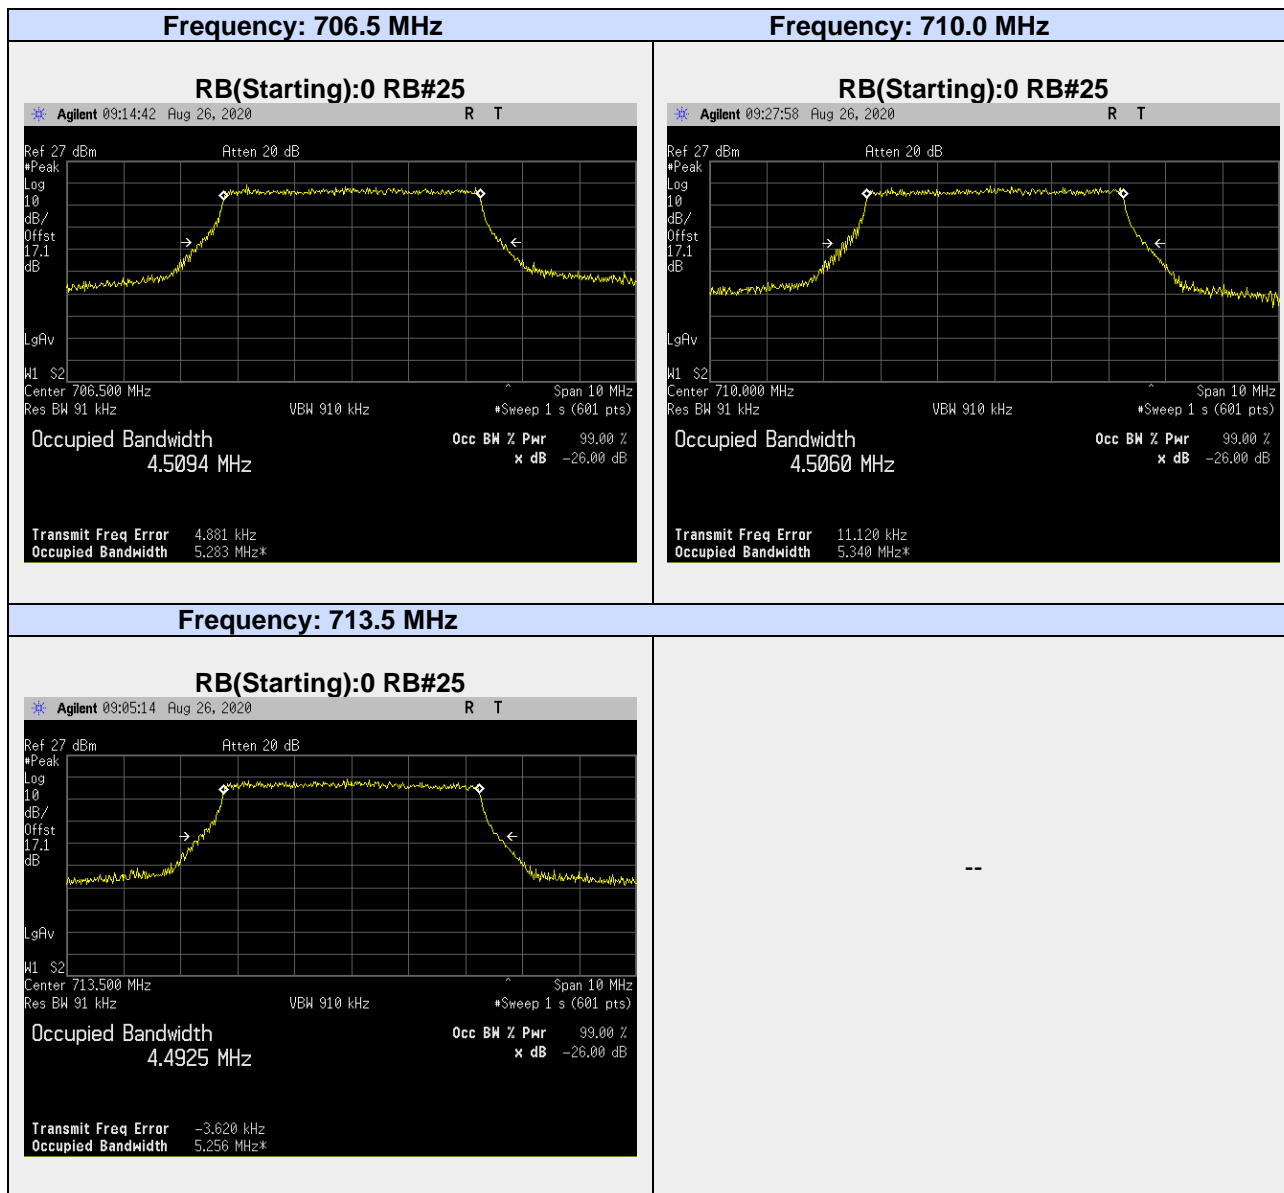 Frequency: 706.5 MHz
Frequency: 710.0 MHz
RB(Starting):0 RB#25
Agilent 09:14:42 Aug 26, 2020 R T
Ref 27 dBm Atten 20 dB
#Peak
Log
10
dB/
Offst
17.1
dB
LgAv
W1 S2
Center 706.500 MHz Span 10 MHz
Res BW 91 kHz VBW 910 kHz #Sweep 1 s (601 pts)
Occupied Bandwidth Occ BW % Pwr 99.00 %
4.5094 MHz x dB -26.00 dB
Transmit Freq Error 4.881 kHz
Occupied Bandwidth 5.283 MHz*
RB(Starting):0 RB#25
Agilent 09:27:58 Aug 26, 2020 R T
Ref 27 dBm Atten 20 dB
#Peak
Log
10
dB/
Offst
17.1
dB
LgAv
W1 S2
Center 710.000 MHz Span 10 MHz
Res BW 91 kHz VBW 910 kHz #Sweep 1 s (601 pts)
Occupied Bandwidth Occ BW % Pwr 99.00 %
4.5060 MHz x dB -26.00 dB
Transmit Freq Error 11.120 kHz
Occupied Bandwidth 5.340 MHz*
Frequency: 713.5 MHz
RB(Starting):0 RB#25
Agilent 09:05:14 Aug 26, 2020 R T
Ref 27 dBm Atten 20 dB
#Peak
Log
10
dB/
Offst
17.1
dB
LgAv
W1 S2
Center 713.500 MHz Span 10 MHz
Res BW 91 kHz VBW 910 kHz #Sweep 1 s (601 pts)
Occupied Bandwidth Occ BW % Pwr 99.00 %
4.4925 MHz x dB -26.00 dB
Transmit Freq Error -3.620 kHz
Occupied Bandwidth 5.256 MHz*
--